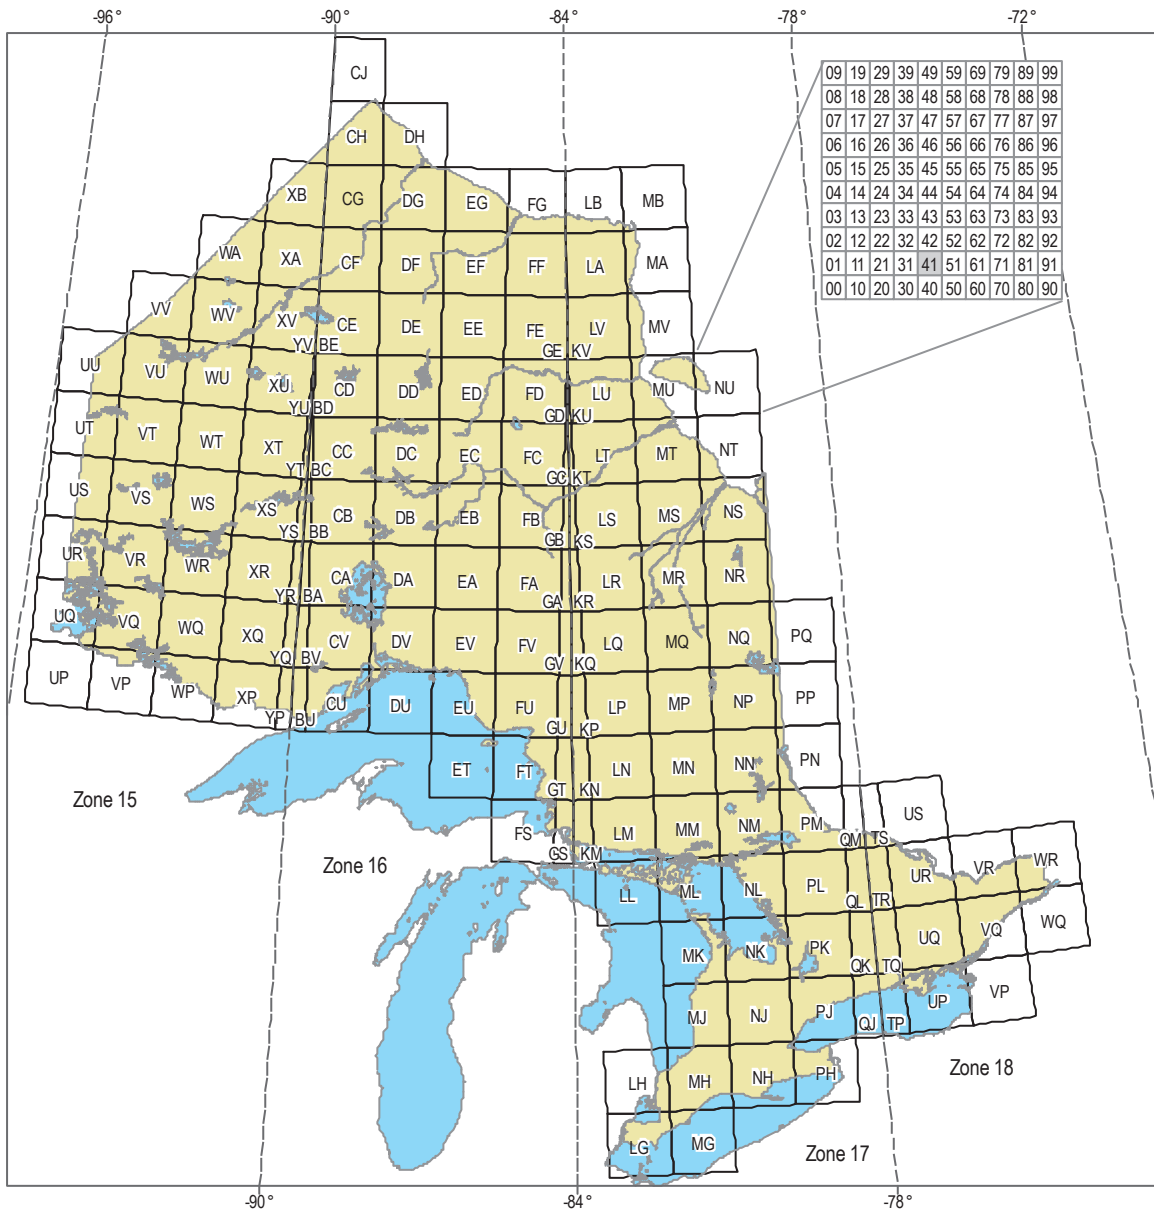 -96° -90° -84° -78° -72°
CJ
09 19 29 39 49 59 69 79 89 99
08 18 28 38 48 58 68 78 88 98
07 17 27 37 47 57 67 77 87 97
06 16 26 36 46 56 66 76 86 96
05 15 25 35 45 55 65 75 85 95
04 14 24 34 44 54 64 74 84 94
03 13 23 33 43 53 63 73 83 93
02 12 22 32 42 52 62 72 82 92
01 11 21 31 41 51 61 71 81 91
00 10 20 30 40 50 60 70 80 90
CH DH
XB CG DG EG FG LB MB
WA XA CF DF EF FF LA MA
VV WV XV CE DE EE FE LV MV
YV BE GE KV
UU VU WU XU CD DD ED FD LU MU NU
YU BD GD KU
UT VT WT XT CC DC EC FC LT MT NT
YT BC GC KT
US VS WS XS CB DB EB FB LS MS NS
YS BB GB KS
UR VR WR XR CA DA EA FA LR MR NR
YR BA GA KR
UQ VQ WQ XQ CV DV EV FV LQ MQ NQ PQ
YQ BV GV KQ
UP VP WP XP CU DU EU FU LP MP NP PP
YP BU GU KP
ET FT LN MN NN PN
GT KN
Zone 15
FS LM MM NM PM US
GS KM QM TS
Zone 16
LL ML NL PL UR VR WR
QL TR
MK NK PK UQ VQ WQ
QK TQ
MJ NJ PJ UP VP
QJ TP
Zone 18
LH MH NH PH
LG MG
Zone 17
-90° -84° -78°